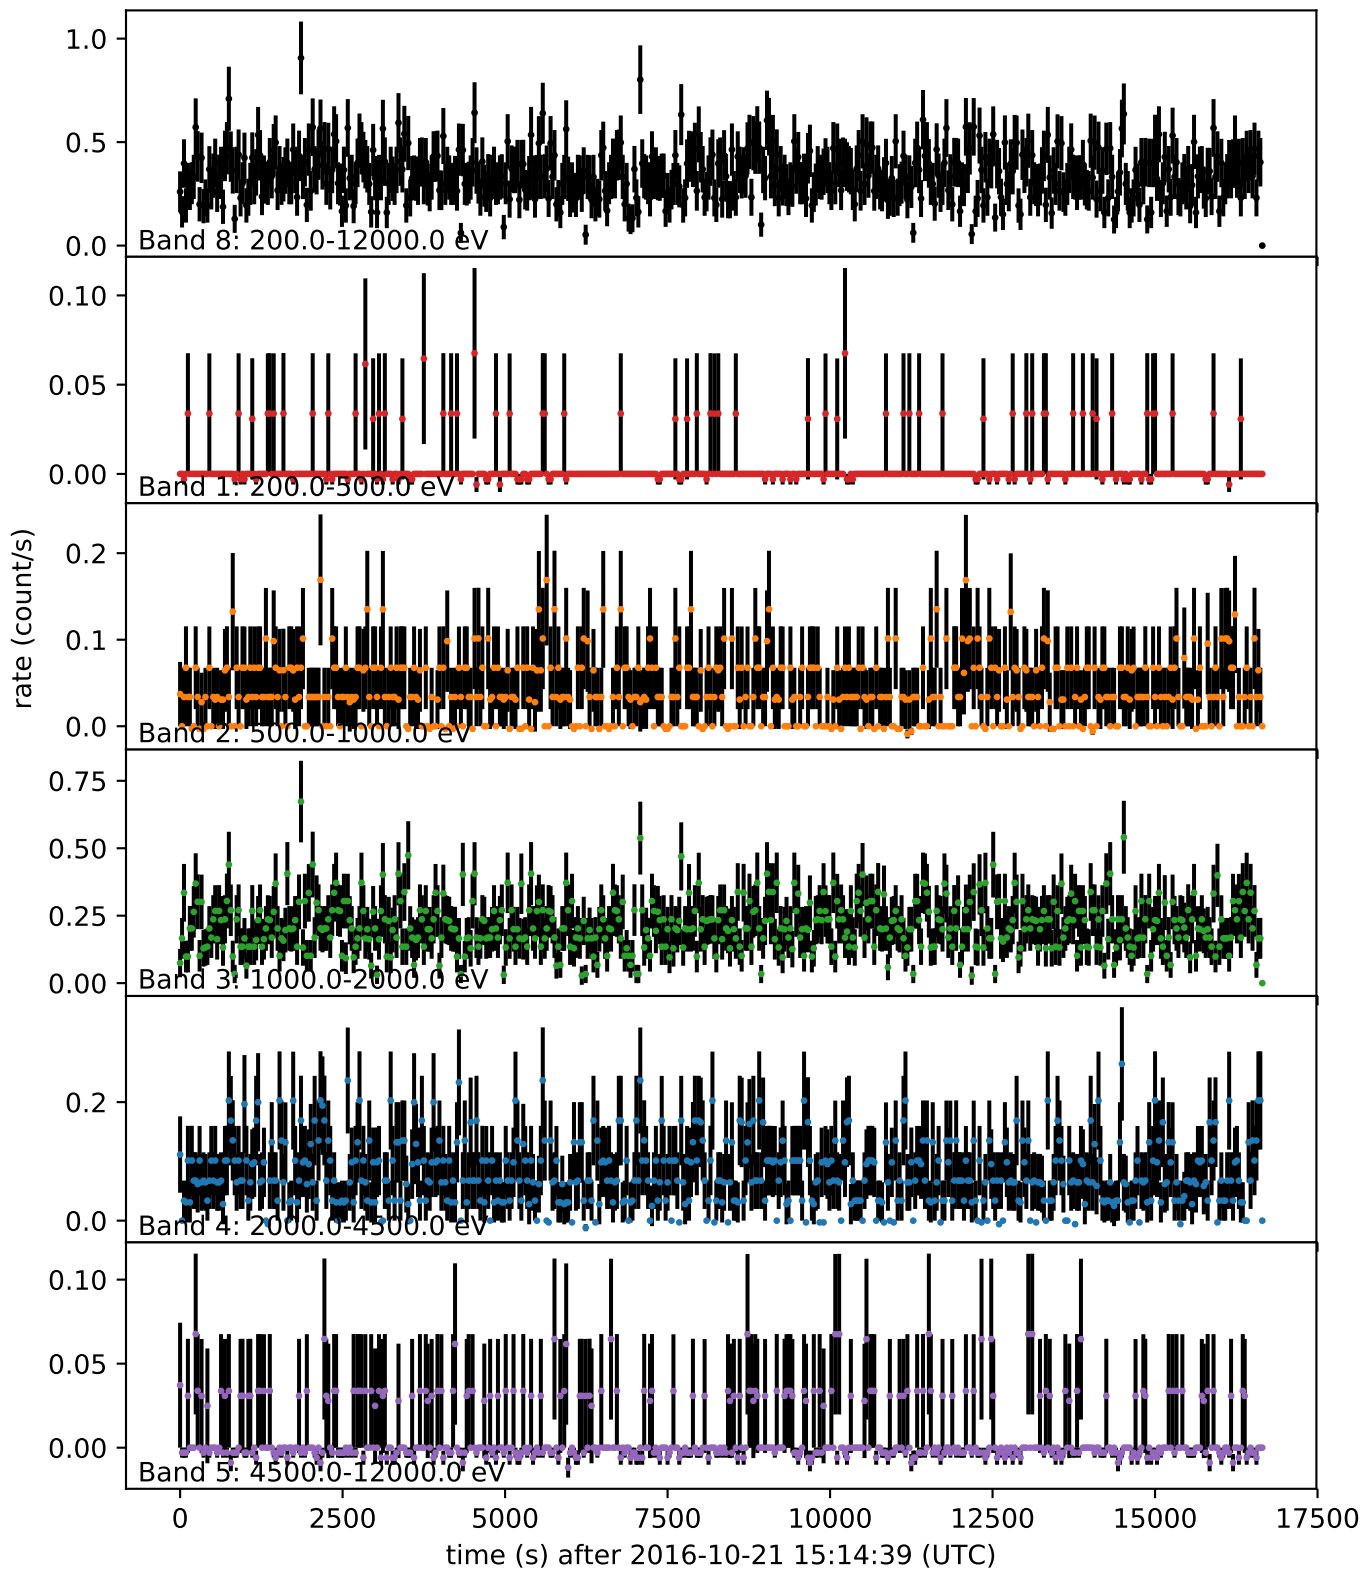 1.0
0.5
0.0
Band 8: 200.0-12000.0 eV
0.10
0.05
0.00
Band 1: 200.0-500.0 eV
0.2
0.1
0.0
Band 2: 500.0-1000.0 eV
rate (count/s)
0.75
0.50
0.25
0.00
Band 3: 1000.0-2000.0 eV
0.2
0.0
Band 4: 2000.0-4500.0 eV
0.10
0.05
0.00
Band 5: 4500.0-12000.0 eV
0 2500 5000 7500 10000 12500 15000 17500
time (s) after 2016-10-21 15:14:39 (UTC)